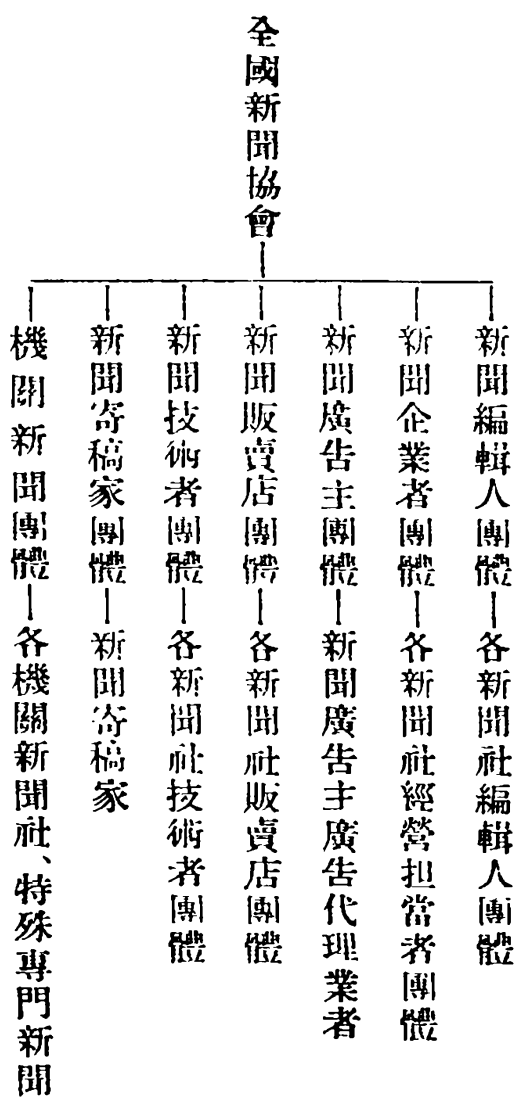 全國新聞協會
新聞編輯人團體—各新聞社編輯人團體
新聞企業者團體—各新聞社經營担當者團體
新聞廣告主團體—新聞廣告主廣告代理業者
新聞販賣店團體—各新聞社販賣店團體
新聞技術者團體—各新聞社技術者團體
新聞寄稿家團體—新聞寄稿家
機關新聞團體—各機關新聞社、特殊專門新聞